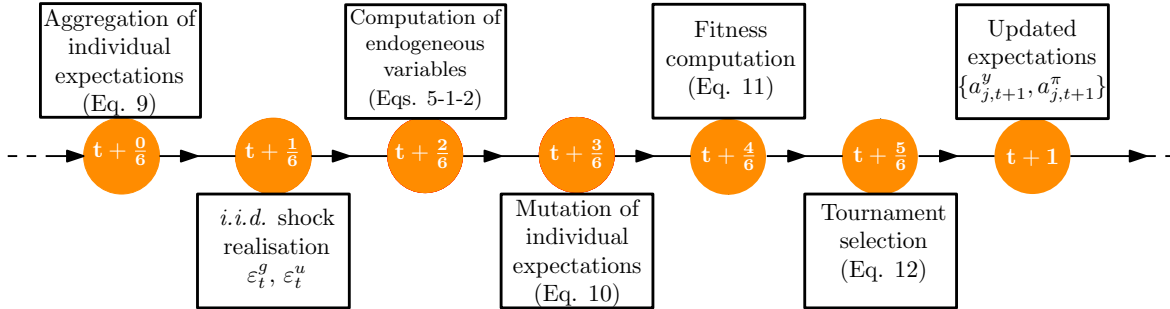 Aggregation of
individual
expectations
(Eq. 9)
Computation of
endogeneous
variables
(Eqs. 5-1-2)
Fitness
computation
(Eq. 11)
Updated
expectations
{a^y_{j,t+1}, a^π_{j,t+1}}
t + 0/6
t + 1/6
t + 2/6
t + 3/6
t + 4/6
t + 5/6
t + 1
i.i.d. shock
realisation
ε^g_t, ε^u_t
Mutation of
individual
expectations
(Eq. 10)
Tournament
selection
(Eq. 12)